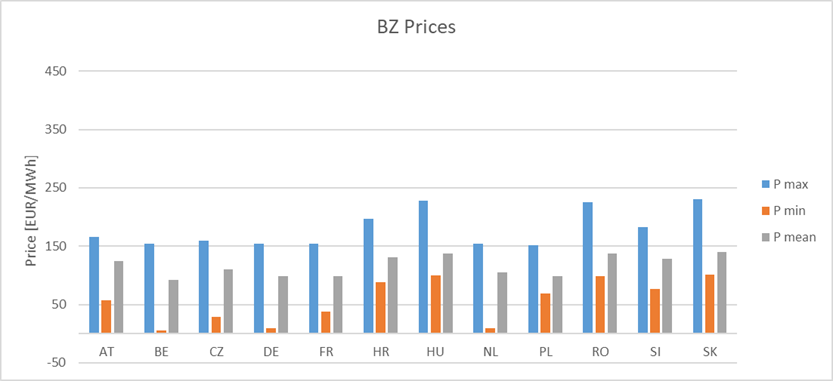 BZ Prices
450
350
250
150
50
-50
Price [EUR/MWh]
AT BE CZ DE FR HR HU NL PL RO SI SK
P max
P min
P mean